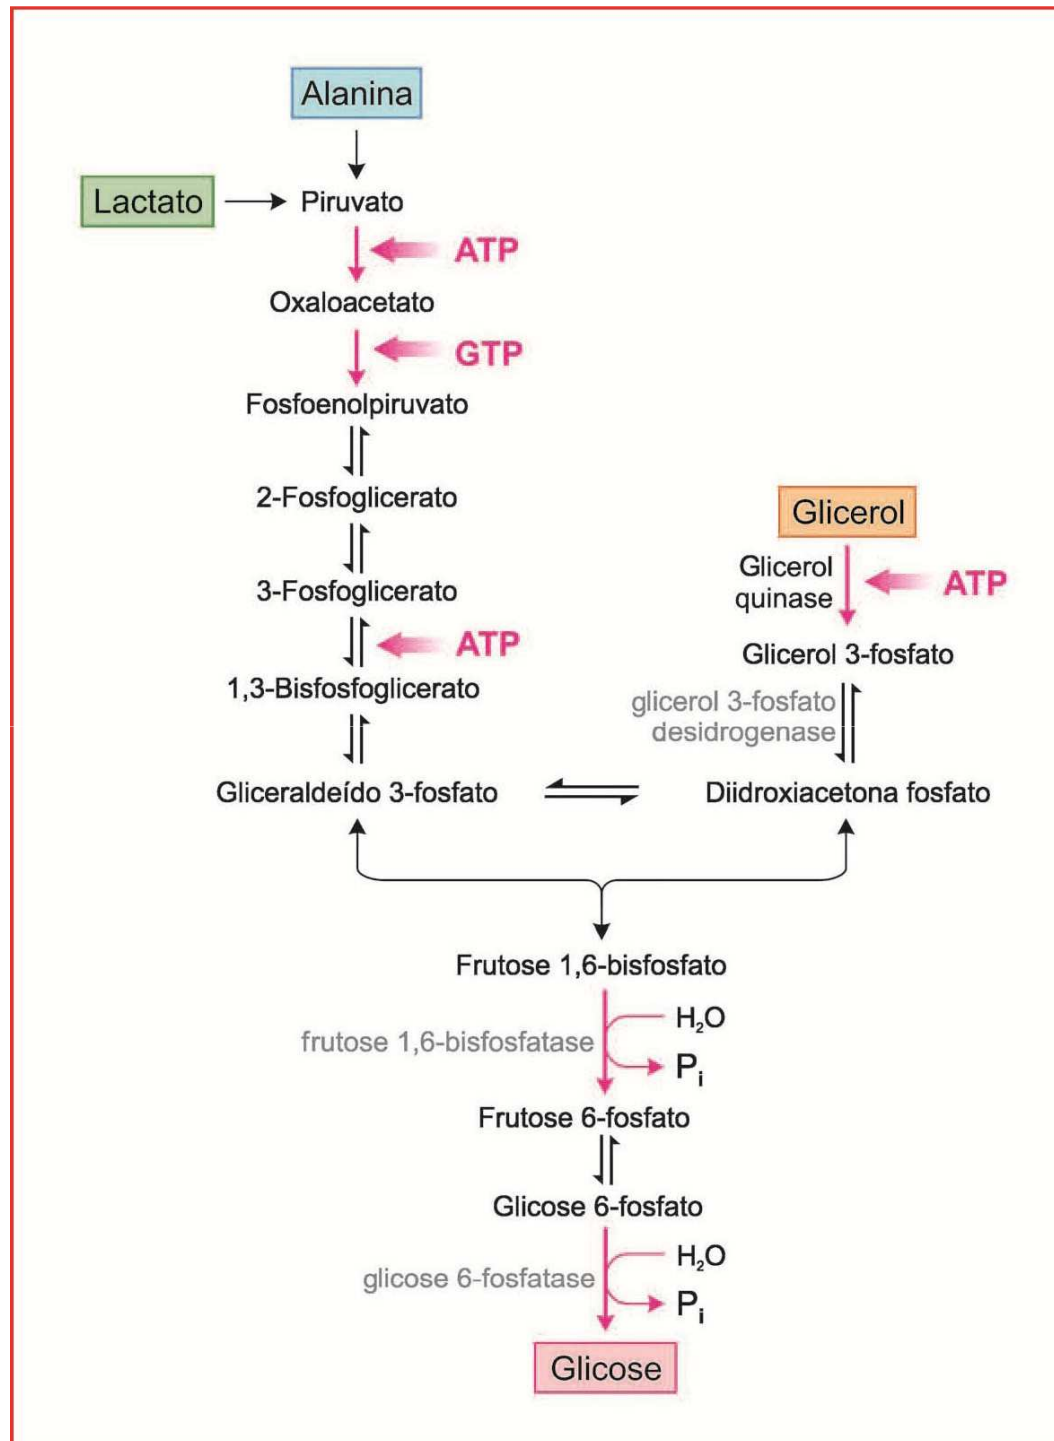 Alanina
Lactato
Piruvato
ATP
Oxaloacetato
GTP
Fosfoenolpiruvato
2-Fosfoglicerato
3-Fosfoglicerato
ATP
1,3-Bisfosfoglicerato
Gliceraldeído 3-fosfato
Glicerol
Glicerol
quinase
ATP
Glicerol 3-fosfato
glicerol 3-fosfato
desidrogenase
Diidroxiacetona fosfato
Frutose 1,6-bisfosfato
frutose 1,6-bisfosfatase
H₂O
Pᵢ
Frutose 6-fosfato
Glicose 6-fosfato
glicose 6-fosfatase
H₂O
Pᵢ
Glicose